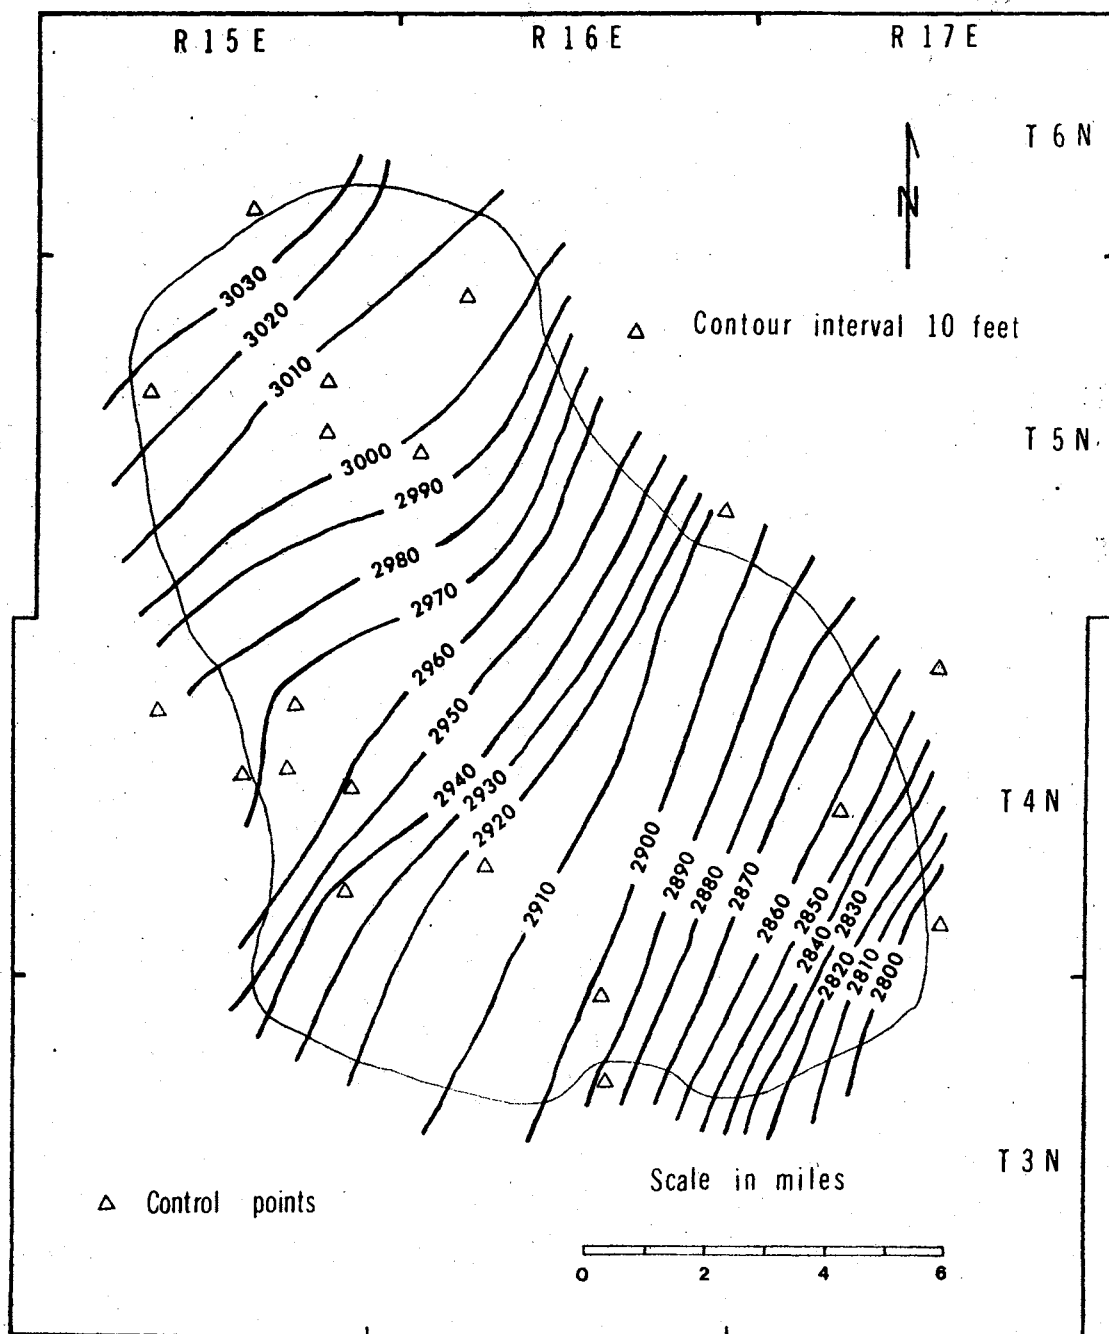 R 15 E
R 16 E
R 17 E
T 6 N
N
Contour interval 10 feet
3030
3020
3010
3000
2990
2980
2970
2960
2950
2940
2930
2920
2910
2900
2890
2880
2870
2860
2850
2840
2830
2820
2810
2800
T 5 N
T 4 N
T 3 N
Control points
Scale in miles
0 2 4 6